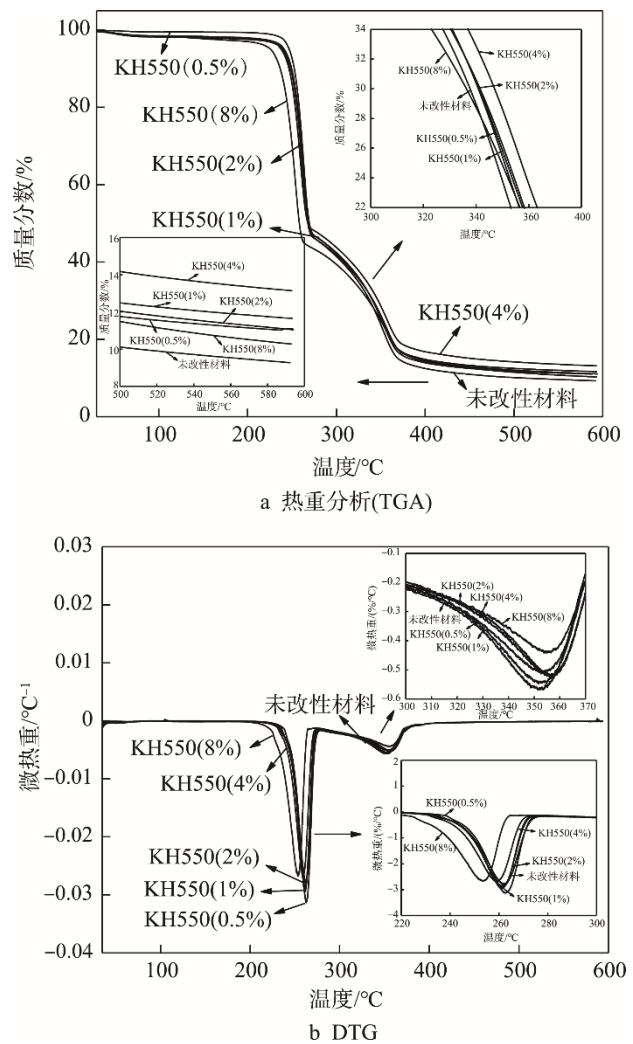 100
80
60
40
20
0
质量分数/%
KH550(0.5%)
KH550(8%)
KH550(2%)
KH550(1%)
KH550(4%)
未改性材料
34
32
30
28
26
24
22
质量分数/%
KH550(4%)
KH550(8%)
KH550(2%)
未改性材料
KH550(0.5%)
KH550(1%)
300 320 340 360 380 400
温度/°C
16
14
12
10
8
质量分数/%
KH550(4%)
KH550(1%)
KH550(2%)
KH550(0.5%)
KH550(8%)
未改性材料
500 520 540 560 580 600
温度/°C
100 200 300 400 500 600
温度/°C
a 热重分析(TGA)
0.03
0.02
0.01
0
−0.01
−0.02
−0.03
−0.04
微热重/°C⁻¹
−0.1
−0.2
−0.3
−0.4
−0.5
−0.6
微热重/(%/°C)
KH550(2%)
KH550(4%)
KH550(8%)
未改性材料
KH550(0.5%)
KH550(1%)
300 310 320 330 340 350 360 370
温度/°C
未改性材料
KH550(8%)
KH550(4%)
KH550(2%)
KH550(1%)
KH550(0.5%)
2
1
0
−1
−2
−3
−4
微热重/(%/°C)
KH550(0.5%)
KH550(8%)
KH550(4%)
KH550(2%)
未改性材料
KH550(1%)
220 240 260 280 300
温度/°C
100 200 300 400 500 600
温度/°C
b DTG